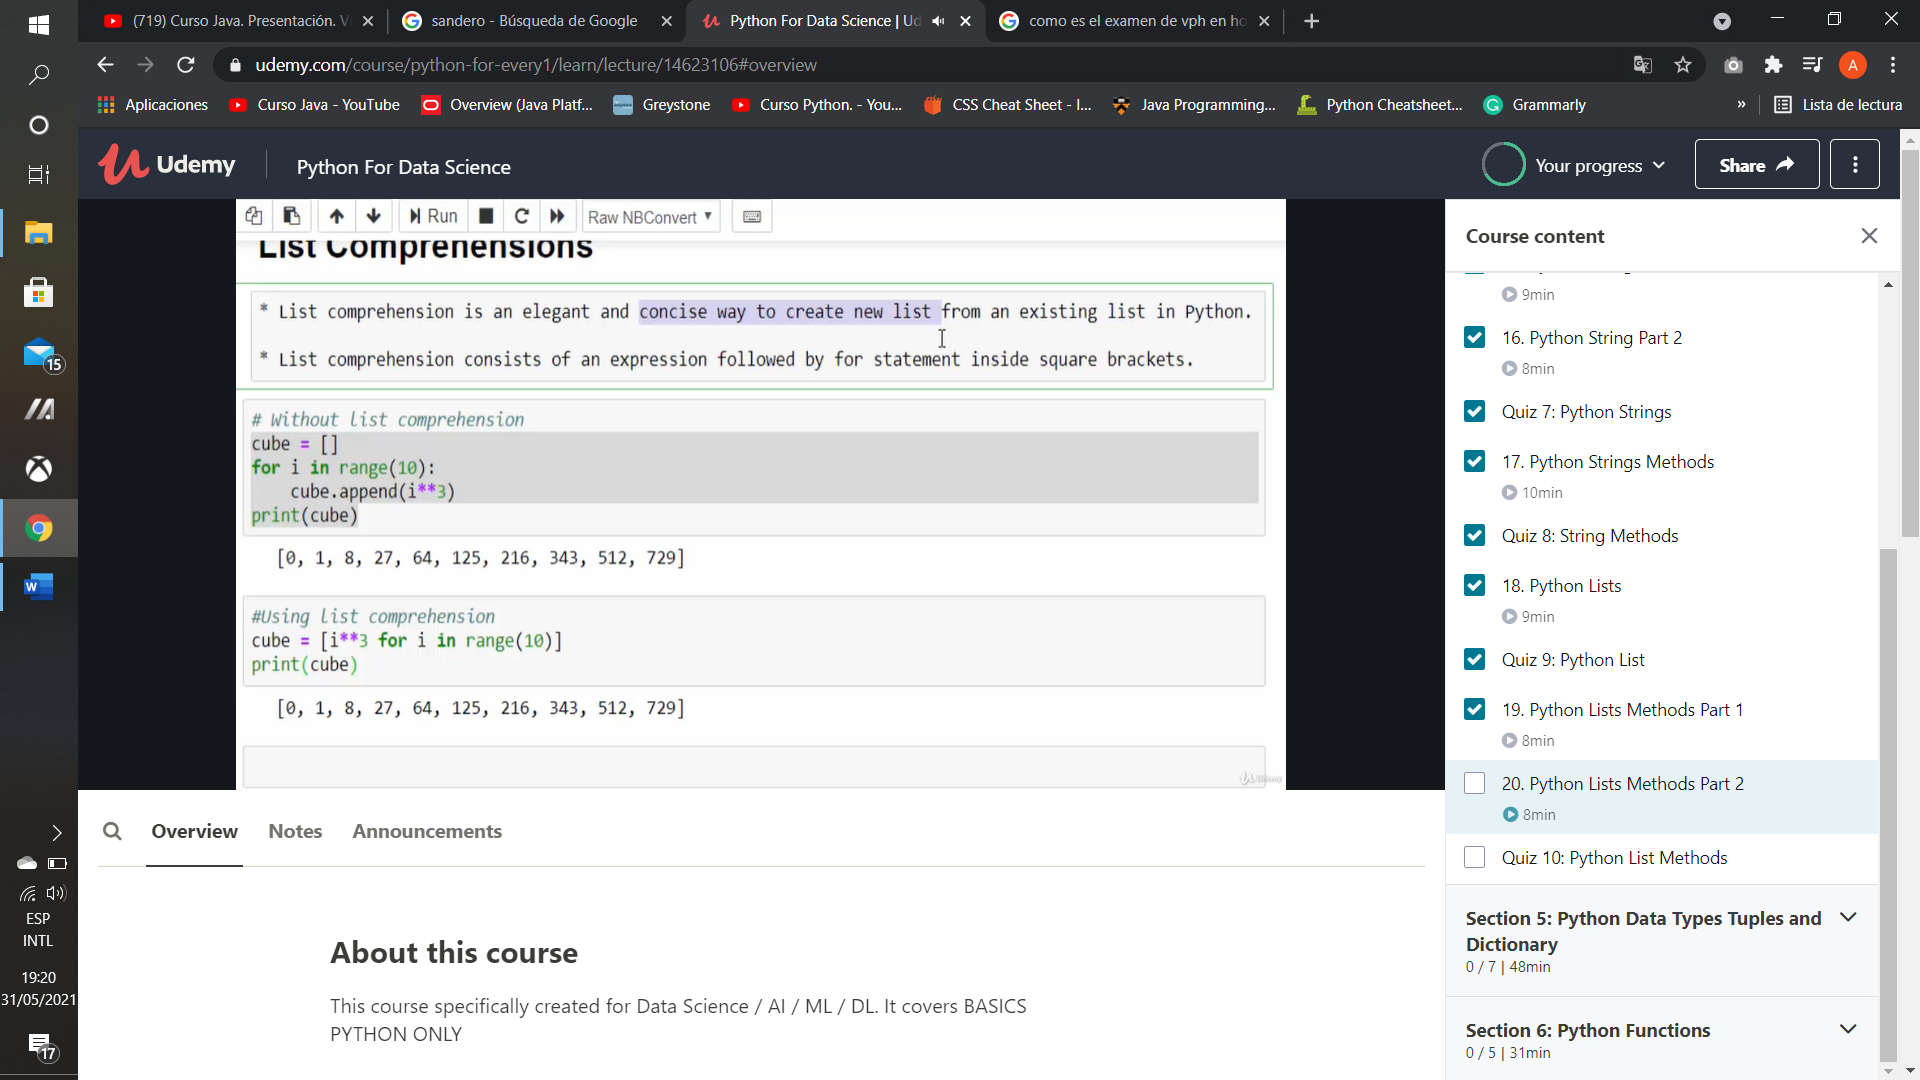 (719) Curso Java. Presentación. V
sandero - Búsqueda de Google
Python For Data Science | Ud
como es el examen de vph en ho
udemy.com/course/python-for-every1/learn/lecture/14623106#overview
A
Aplicaciones
Curso Java - YouTube
Overview (Java Platf...
Greystone
Curso Python. - You...
CSS Cheat Sheet - I...
Java Programming...
Python Cheatsheet...
Grammarly
»
Lista de lectura
Udemy
Python For Data Science
Your progress
Share
Run
Raw NBConvert
List Comprehensions
* List comprehension is an elegant and concise way to create new list from an existing list in Python.
* List comprehension consists of an expression followed by for statement inside square brackets.
# Without list comprehension
cube = []
for i in range(10):
    cube.append(i**3)
print(cube)
[0, 1, 8, 27, 64, 125, 216, 343, 512, 729]
#Using list comprehension
cube = [i**3 for i in range(10)]
print(cube)
[0, 1, 8, 27, 64, 125, 216, 343, 512, 729]
Udemy
Overview
Notes
Announcements
About this course
This course specifically created for Data Science / AI / ML / DL. It covers BASICS
PYTHON ONLY
Course content
9min
16. Python String Part 2
8min
Quiz 7: Python Strings
17. Python Strings Methods
10min
Quiz 8: String Methods
18. Python Lists
9min
Quiz 9: Python List
19. Python Lists Methods Part 1
8min
20. Python Lists Methods Part 2
8min
Quiz 10: Python List Methods
Section 5: Python Data Types Tuples and
Dictionary
0 / 7 | 48min
Section 6: Python Functions
0 / 5 | 31min
15
ESP
INTL
19:20
31/05/2021
17